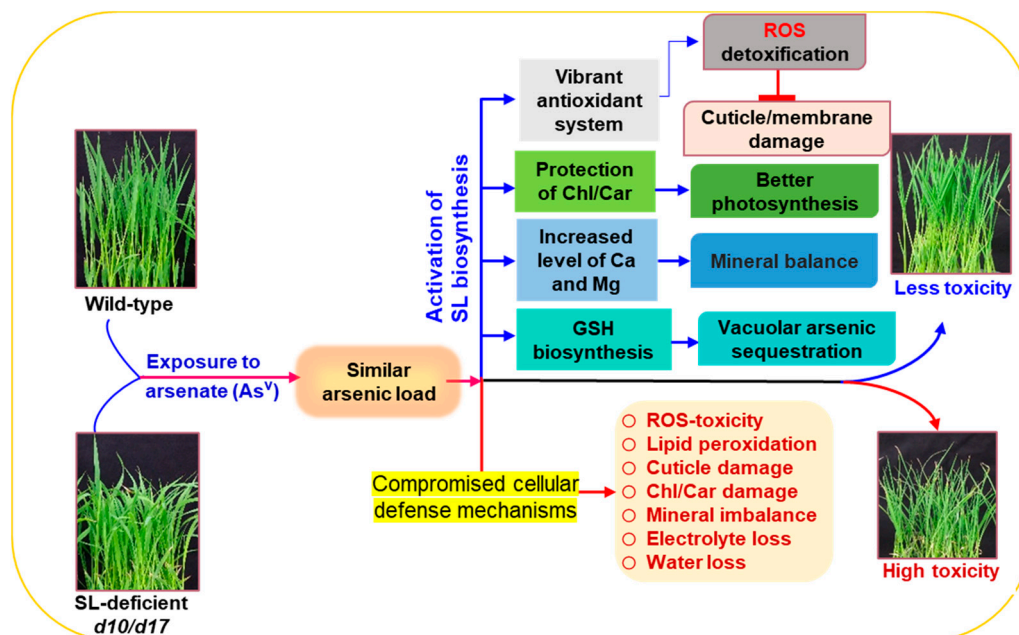 ROS
detoxification
Vibrant
antioxidant
system
Cuticle/membrane
damage
Protection
of Chl/Car
Better
photosynthesis
Activation of
SL biosynthesis
Increased
level of Ca
and Mg
Mineral balance
Less toxicity
Wild-type
GSH
biosynthesis
Vacuolar arsenic
sequestration
Exposure to
arsenate (Asⱽ)
Similar
arsenic load
○ ROS-toxicity
○ Lipid peroxidation
○ Cuticle damage
○ Chl/Car damage
○ Mineral imbalance
○ Electrolyte loss
○ Water loss
Compromised cellular
defense mechanisms
High toxicity
SL-deficient
d10/d17